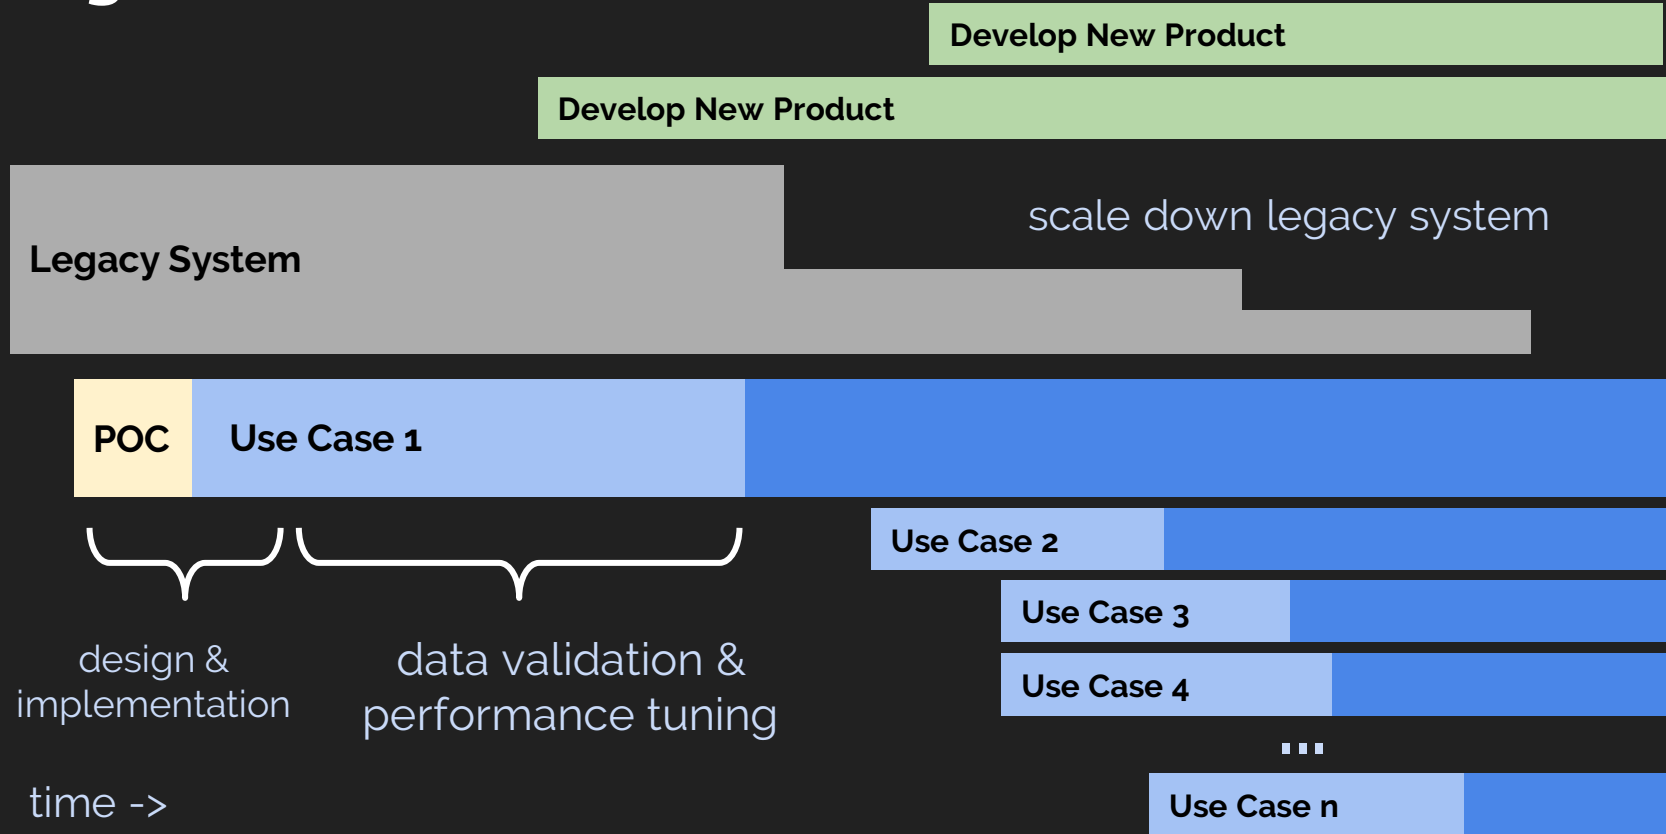 Develop New Product
Develop New Product
scale down legacy system
Legacy System
POC
Use Case 1
Use Case 2
Use Case 3
Use Case 4
...
Use Case n
design &
implementation
data validation &
performance tuning
time ->